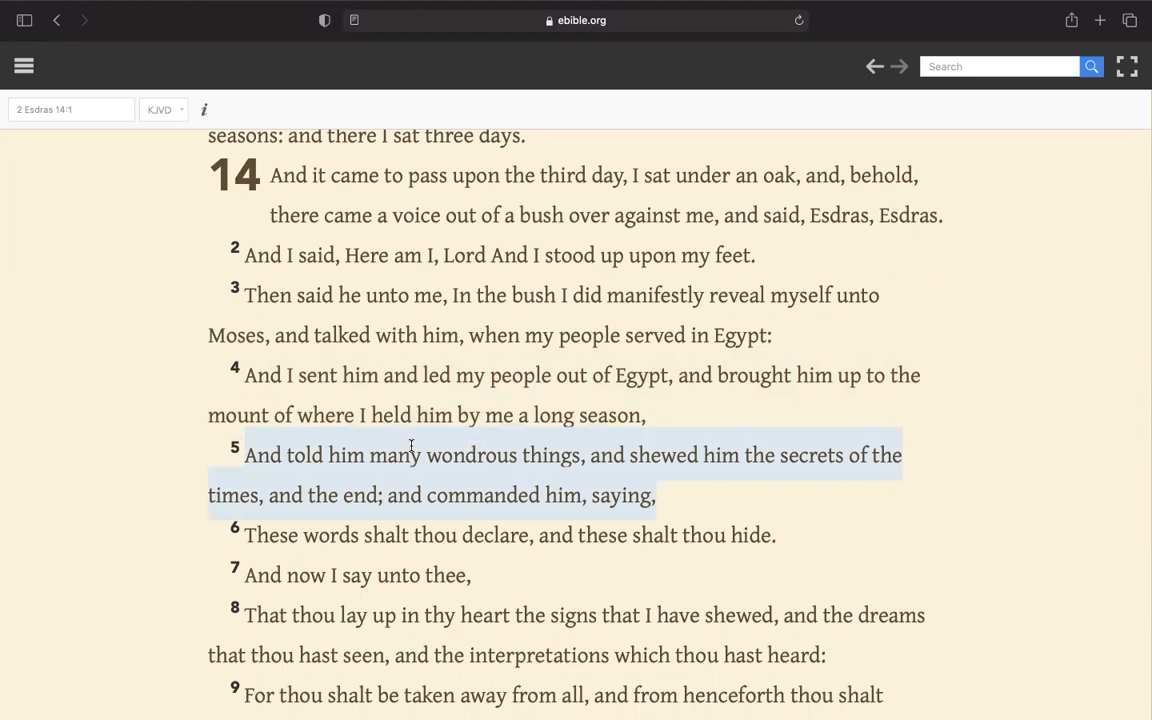 ebible.org
Search
2 Esdras 14:1 KJVD i
seasons: and there I sat three days.
14 And it came to pass upon the third day, I sat under an oak, and, behold,
there came a voice out of a bush over against me, and said, Esdras, Esdras.
2 And I said, Here am I, Lord And I stood up upon my feet.
3 Then said he unto me, In the bush I did manifestly reveal myself unto
Moses, and talked with him, when my people served in Egypt:
4 And I sent him and led my people out of Egypt, and brought him up to the
mount of where I held him by me a long season,
5 And told him many wondrous things, and shewed him the secrets of the
times, and the end; and commanded him, saying,
6 These words shalt thou declare, and these shalt thou hide.
7 And now I say unto thee,
8 That thou lay up in thy heart the signs that I have shewed, and the dreams
that thou hast seen, and the interpretations which thou hast heard:
9 For thou shalt be taken away from all, and from henceforth thou shalt